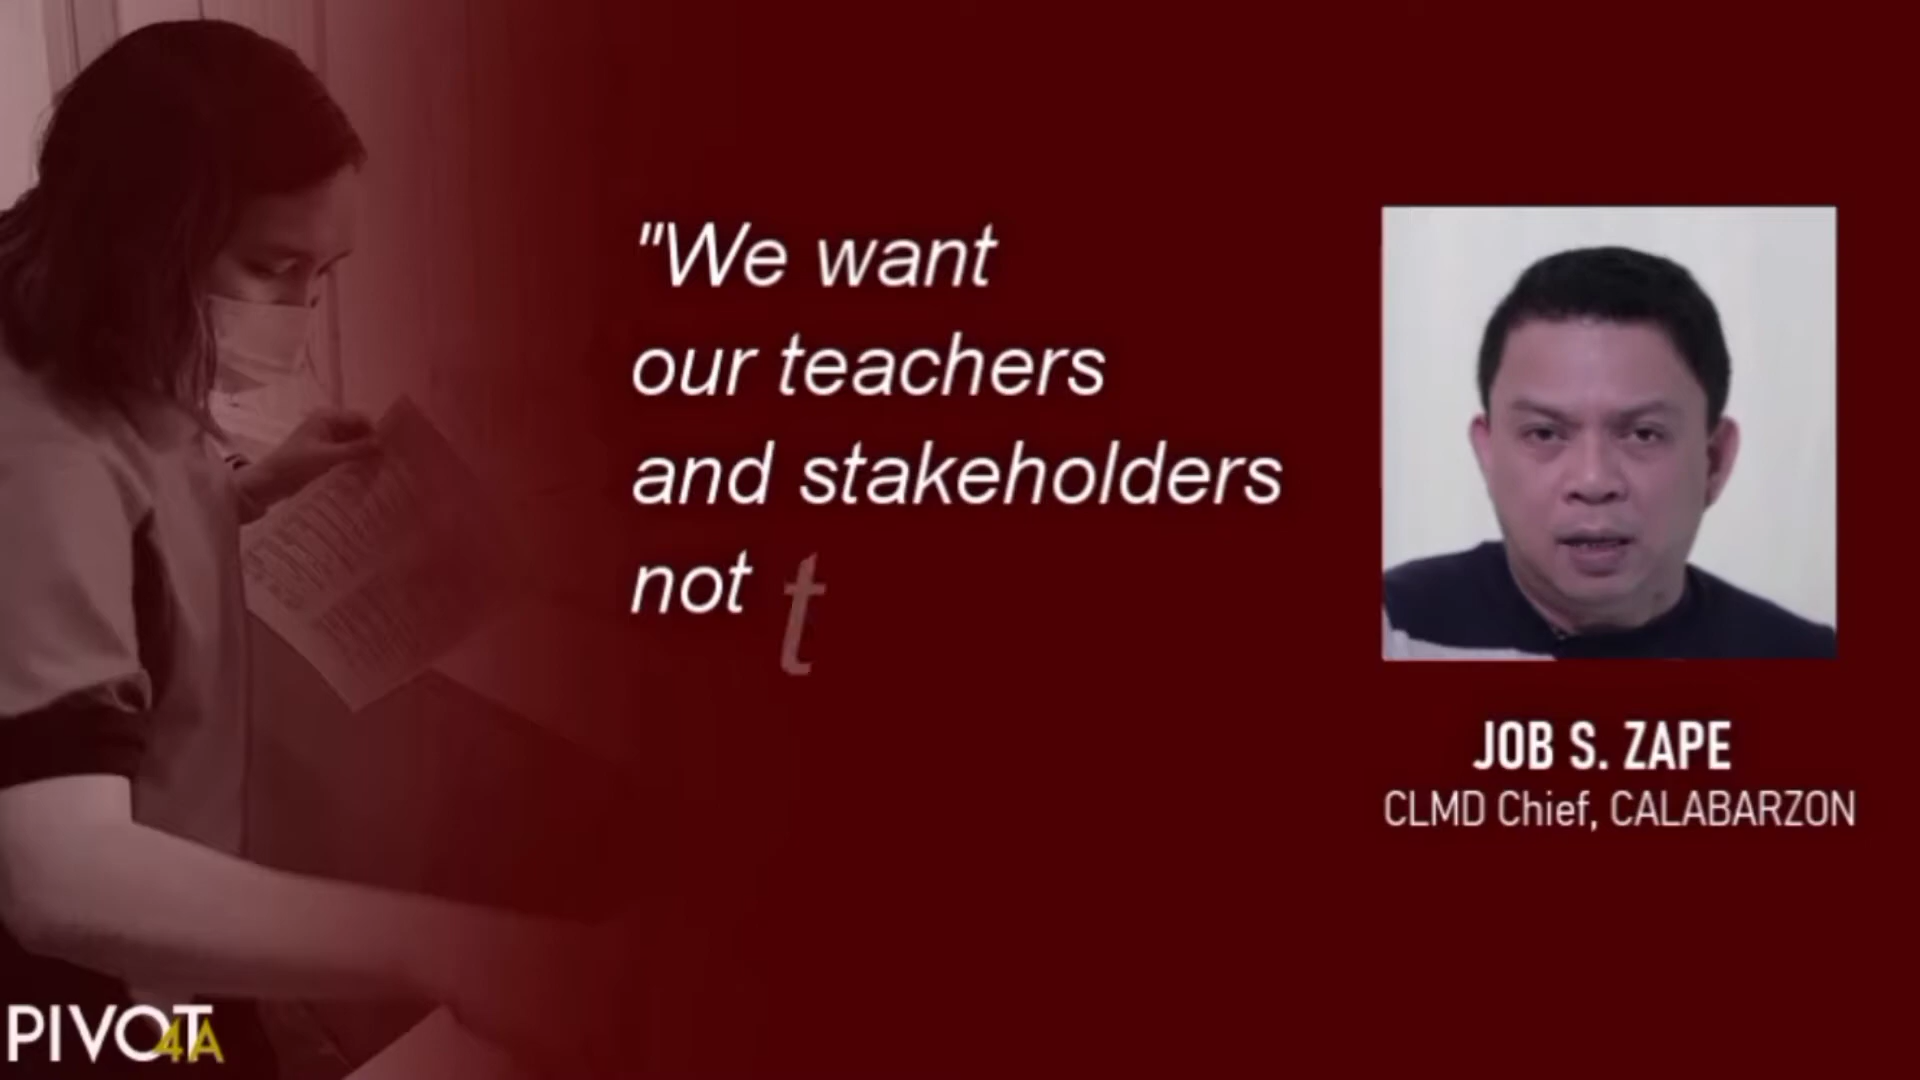 "We want
our teachers
and stakeholders
not t
JOB S. ZAPE
CLMD Chief, CALABARZON
PIVOT
4A